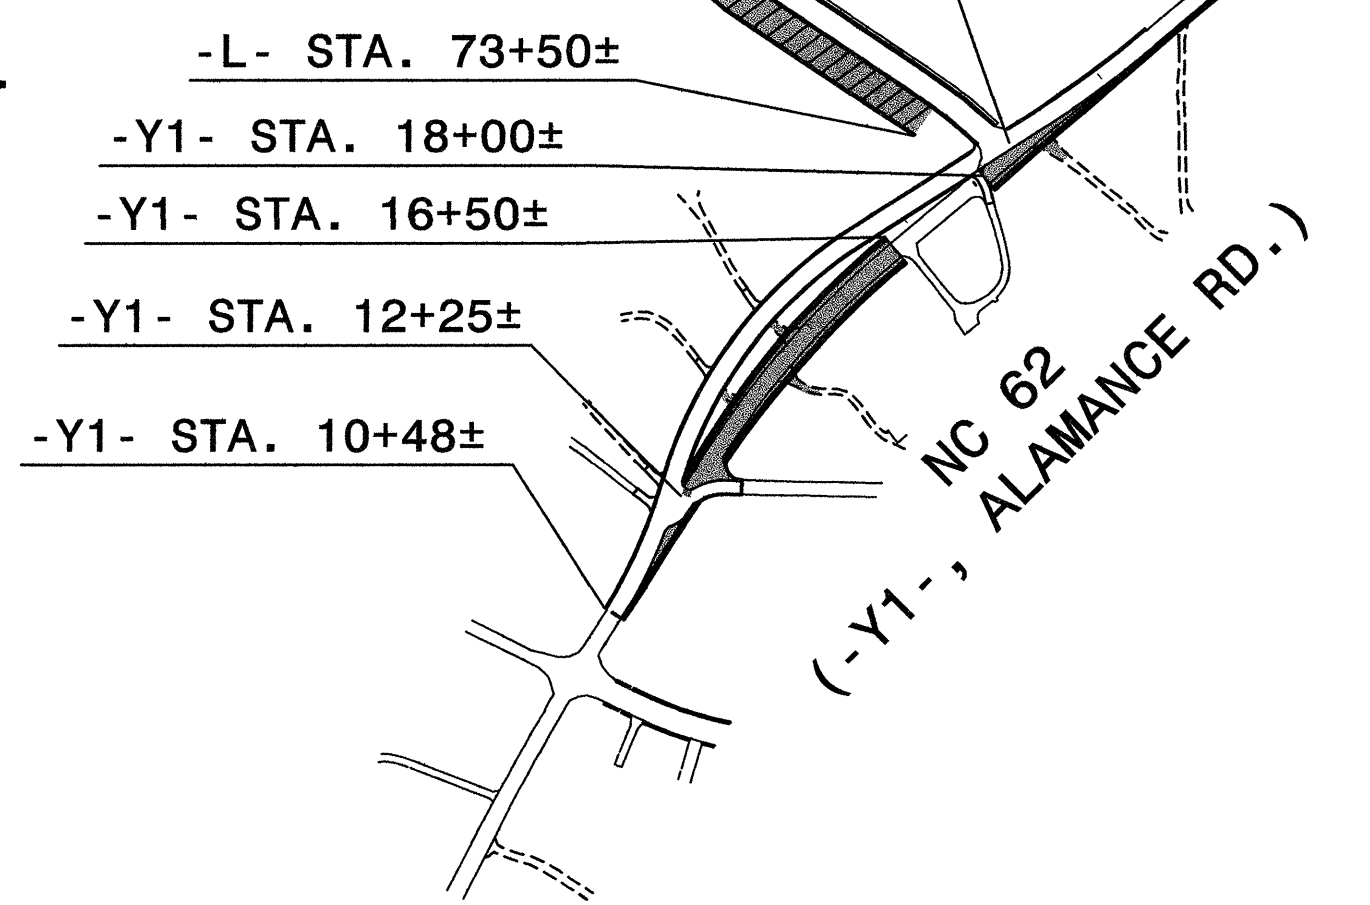 -L- STA. 73+50±
-Y1- STA. 18+00±
-Y1- STA. 16+50±
-Y1- STA. 12+25±
-Y1- STA. 10+48±
NC 62
(-Y1-, ALAMANCE RD.)